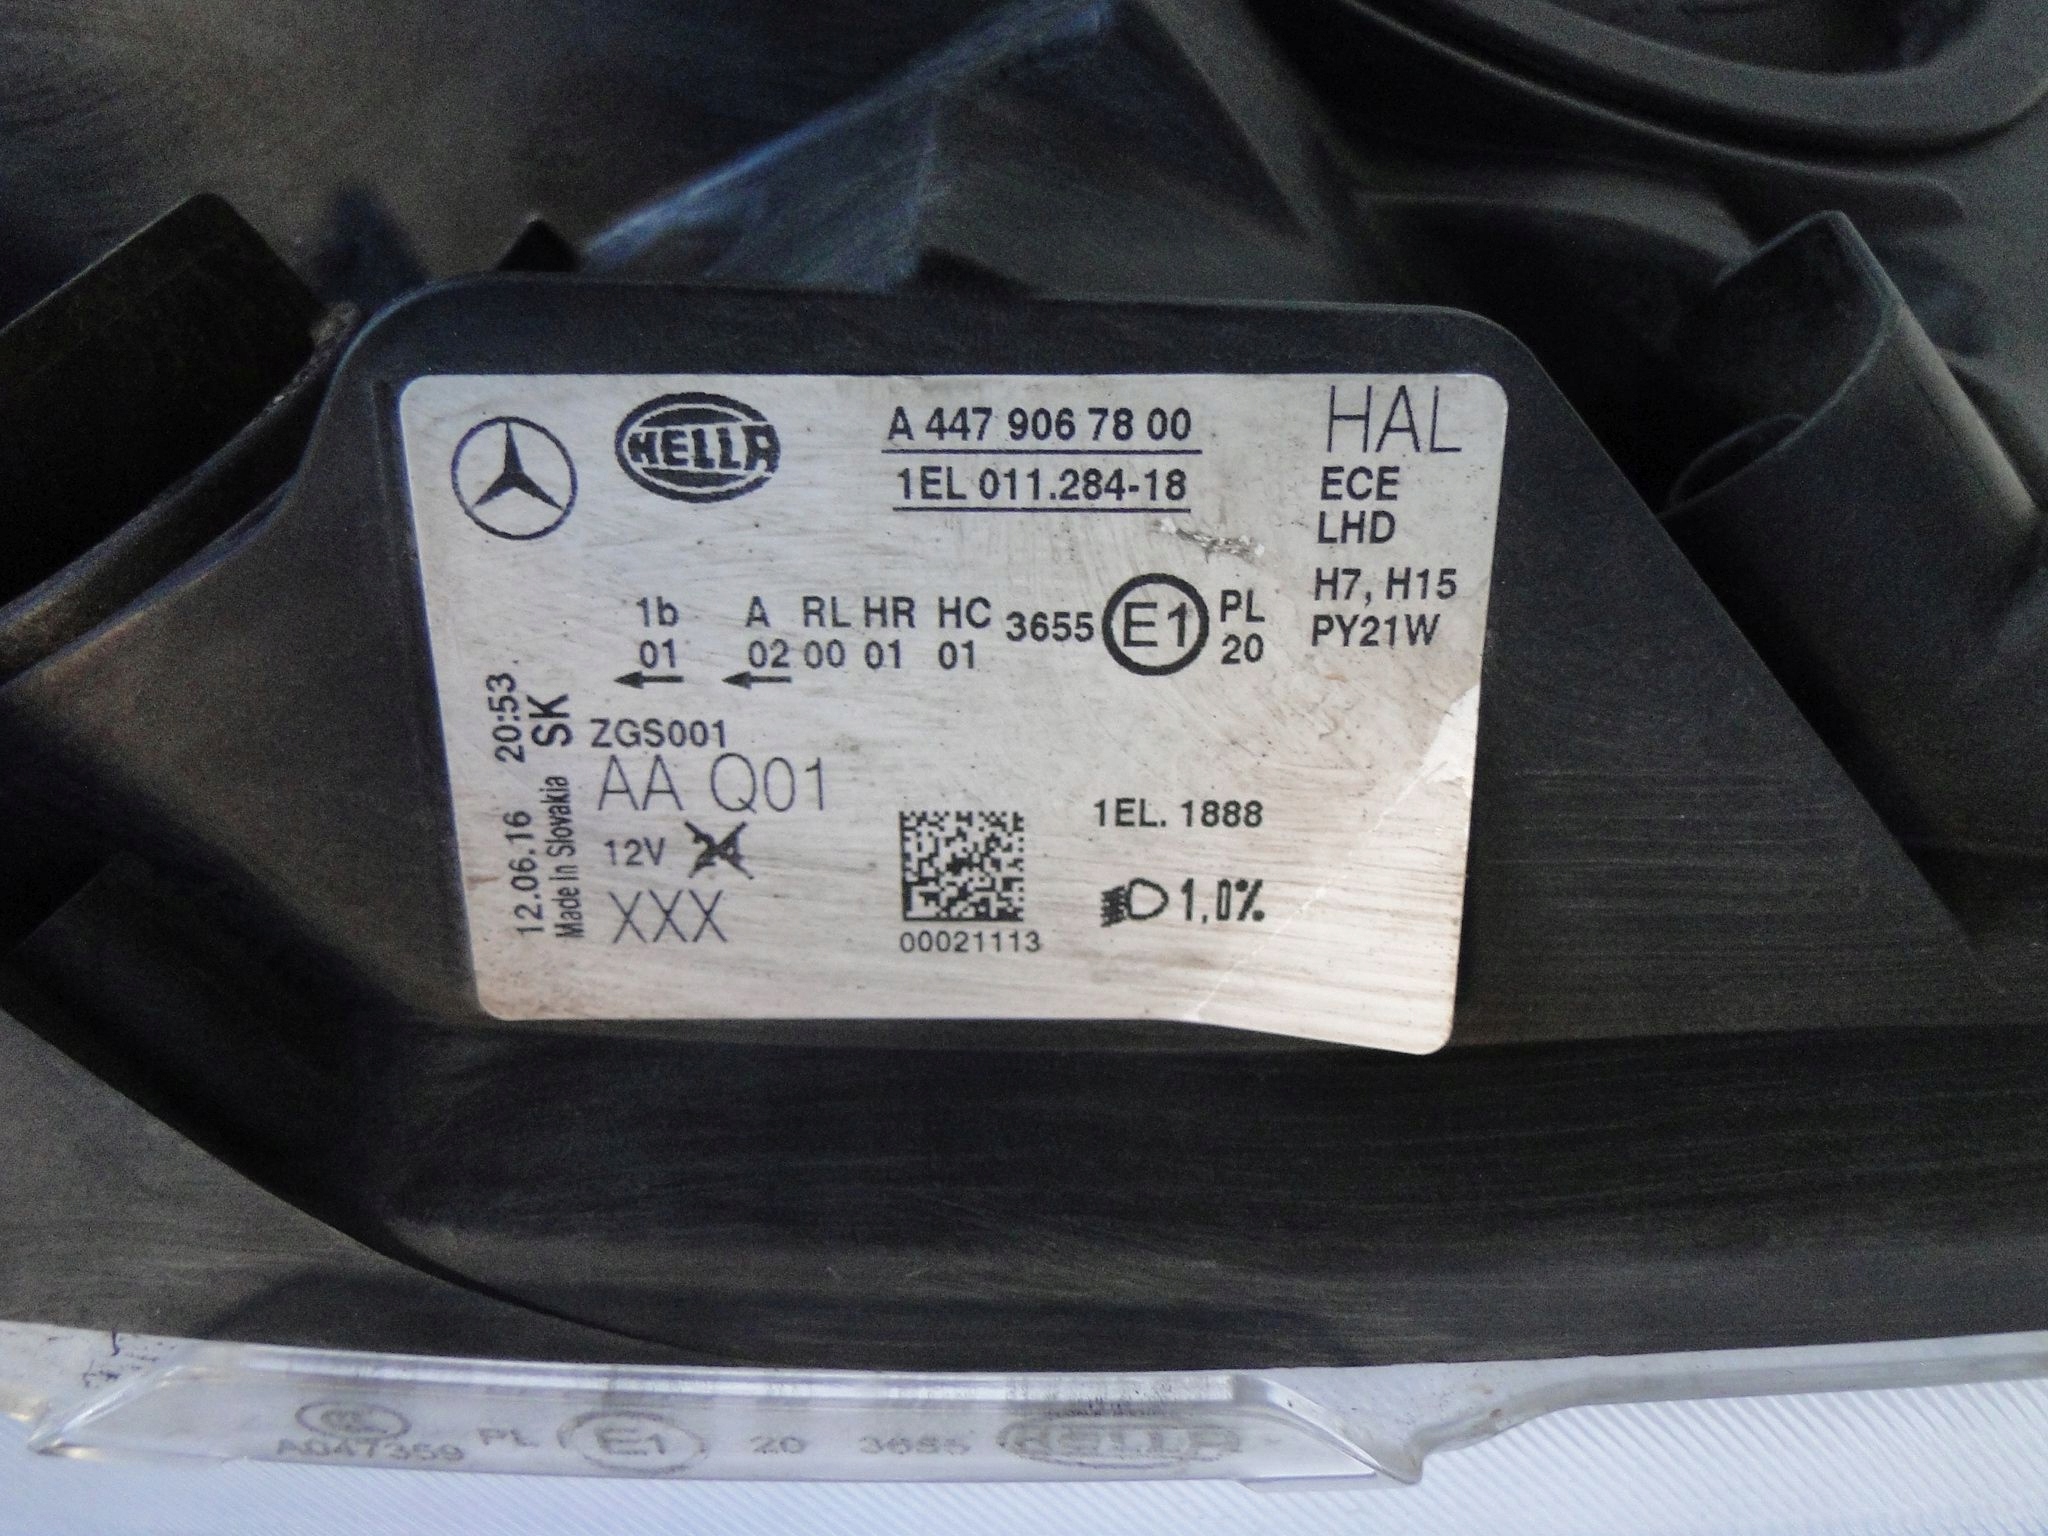 HELLA
A 447 906 78 00
1EL 011.284-18
HAL
ECE
LHD
H7, H15
PY21W
1b A RL HR HC 3655 E1 PL
01 02 00 01 01 20
12.06.16 20:53
Made in Slovakia SK
ZGS001
AA Q01
12V
XXX
00021113
1EL. 1888
1,0%
A047359 PL E1 20 3655 HELLA